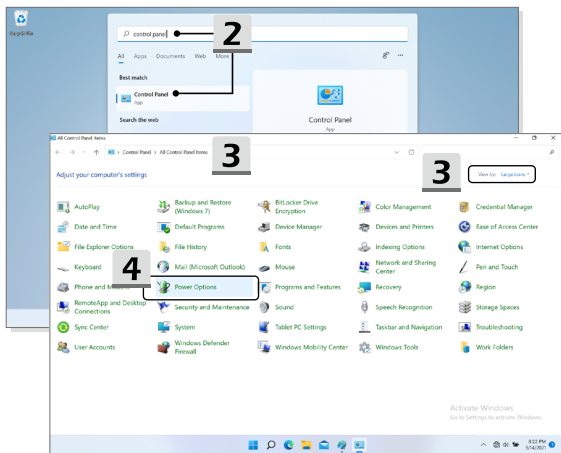 Recycle Bin
control panel
2
All Apps Documents Web More
Best match
Control Panel
App
Search the web
Control Panel
App
All Control Panel Items
3
Control Panel > All Control Panel Items
3
Adjust your computer's settings
View by: Large icons
AutoPlay
Backup and Restore
(Windows 7)
BitLocker Drive
Encryption
Color Management
Credential Manager
Date and Time
Default Programs
Device Manager
Devices and Printers
Ease of Access Center
File Explorer Options
File History
Fonts
Indexing Options
Internet Options
4
Keyboard
Mail (Microsoft Outlook)
Mouse
Network and Sharing
Center
Pen and Touch
Phone and
Power Options
Programs and Features
Recovery
Region
RemoteApp and Desktop
Connections
Security and Maintenance
Sound
Speech Recognition
Storage Spaces
Sync Center
System
Tablet PC Settings
Taskbar and Navigation
Troubleshooting
User Accounts
Windows Defender
Firewall
Windows Mobility Center
Windows Tools
Work Folders
Activate Windows
Go to Settings to activate Windows.
8:22 PM
9/14/2021